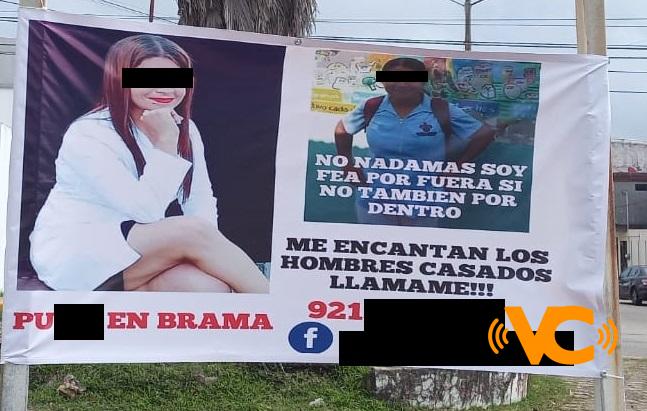 NO NADAMAS SOY
FEA POR FUERA SI
NO TAMBIEN POR
DENTRO
ME ENCANTAN LOS
HOMBRES CASADOS
LLAMAME!!!
PU EN BRAMA
921
f
VC